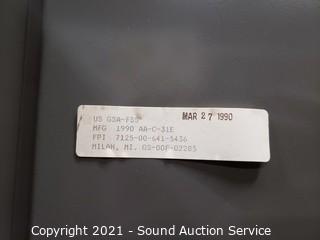 US GSA-FSS MAR 27 1990
MFG 1990 AA-C-31E
FPI 7125-00-641-5436
MILAN, MI. GS-00F-02285
Copyright 2021 - Sound Auction Service